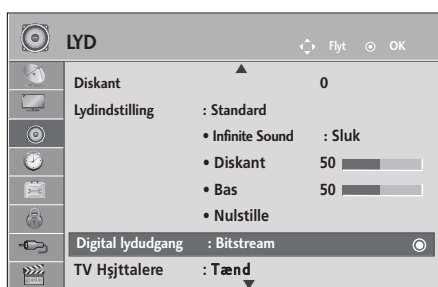 LYD Flyt OK
Diskant 0
Lydindstilling : Standard
• Infinite Sound : Sluk
• Diskant 50
• Bas 50
• Nulstille
Digital lydudgang : Bitstream
TV Hşjttalere : Tænd